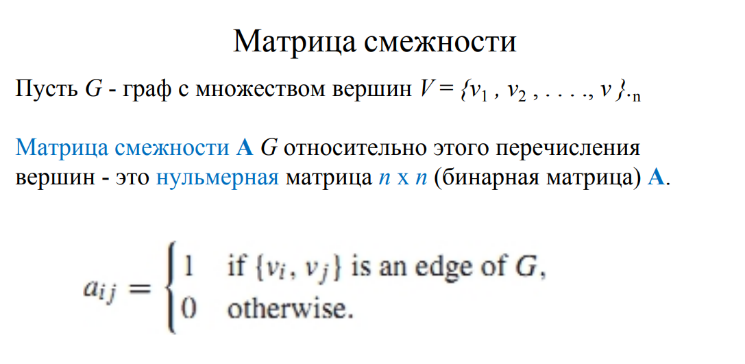 Матрица смежности
Пусть G - граф с множеством вершин V = {v₁ , v₂ , . . . ., v }.ₙ
Матрица смежности A G относительно этого перечисления
вершин - это нульмерная матрица n x n (бинарная матрица) A.
aᵢⱼ = { 1 if {vᵢ, vⱼ} is an edge of G,
0 otherwise.